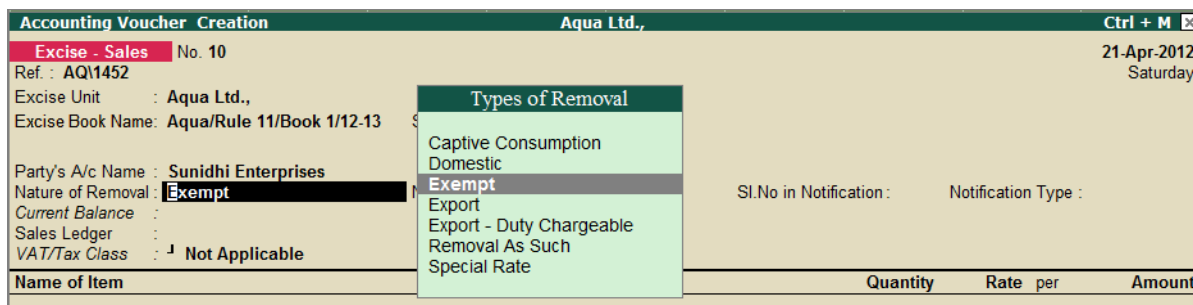 Accounting Voucher Creation Aqua Ltd., Ctrl + M
Excise - Sales No. 10 21-Apr-2012
Ref. : AQ\1452 Saturday
Excise Unit : Aqua Ltd.,
Excise Book Name: Aqua/Rule 11/Book 1/12-13
Party's A/c Name : Sunidhi Enterprises
Nature of Removal : Exempt Sl.No in Notification : Notification Type :
Current Balance :
Sales Ledger :
VAT/Tax Class : Not Applicable
Types of Removal
Captive Consumption
Domestic
Exempt
Export
Export - Duty Chargeable
Removal As Such
Special Rate
Name of Item Quantity Rate per Amount